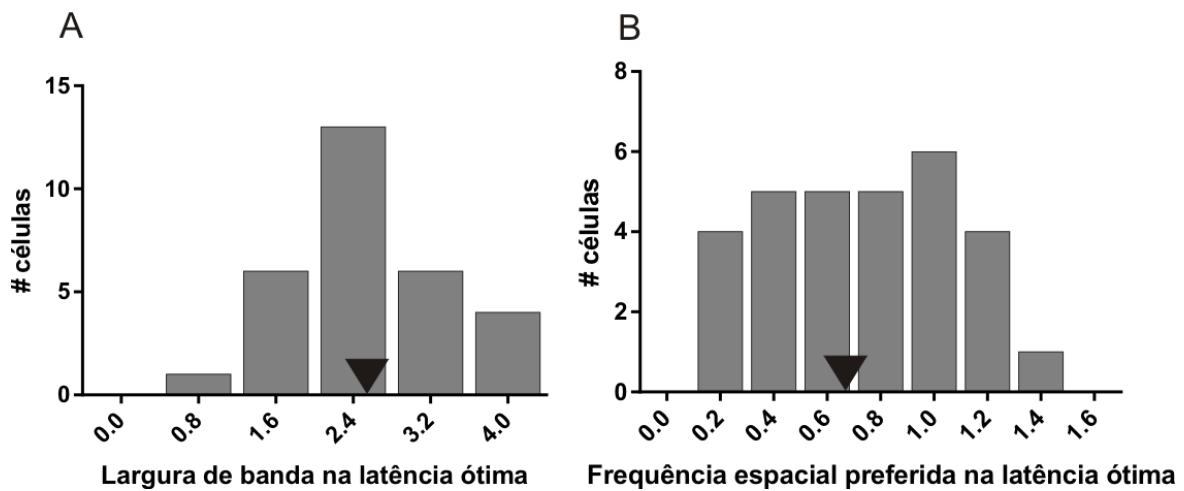 A
15
10
5
0
# células
0.0 0.8 1.6 2.4 3.2 4.0
Largura de banda na latência ótima
B
8
6
4
2
0
# células
0.0 0.2 0.4 0.6 0.8 1.0 1.2 1.4 1.6
Frequência espacial preferida na latência ótima